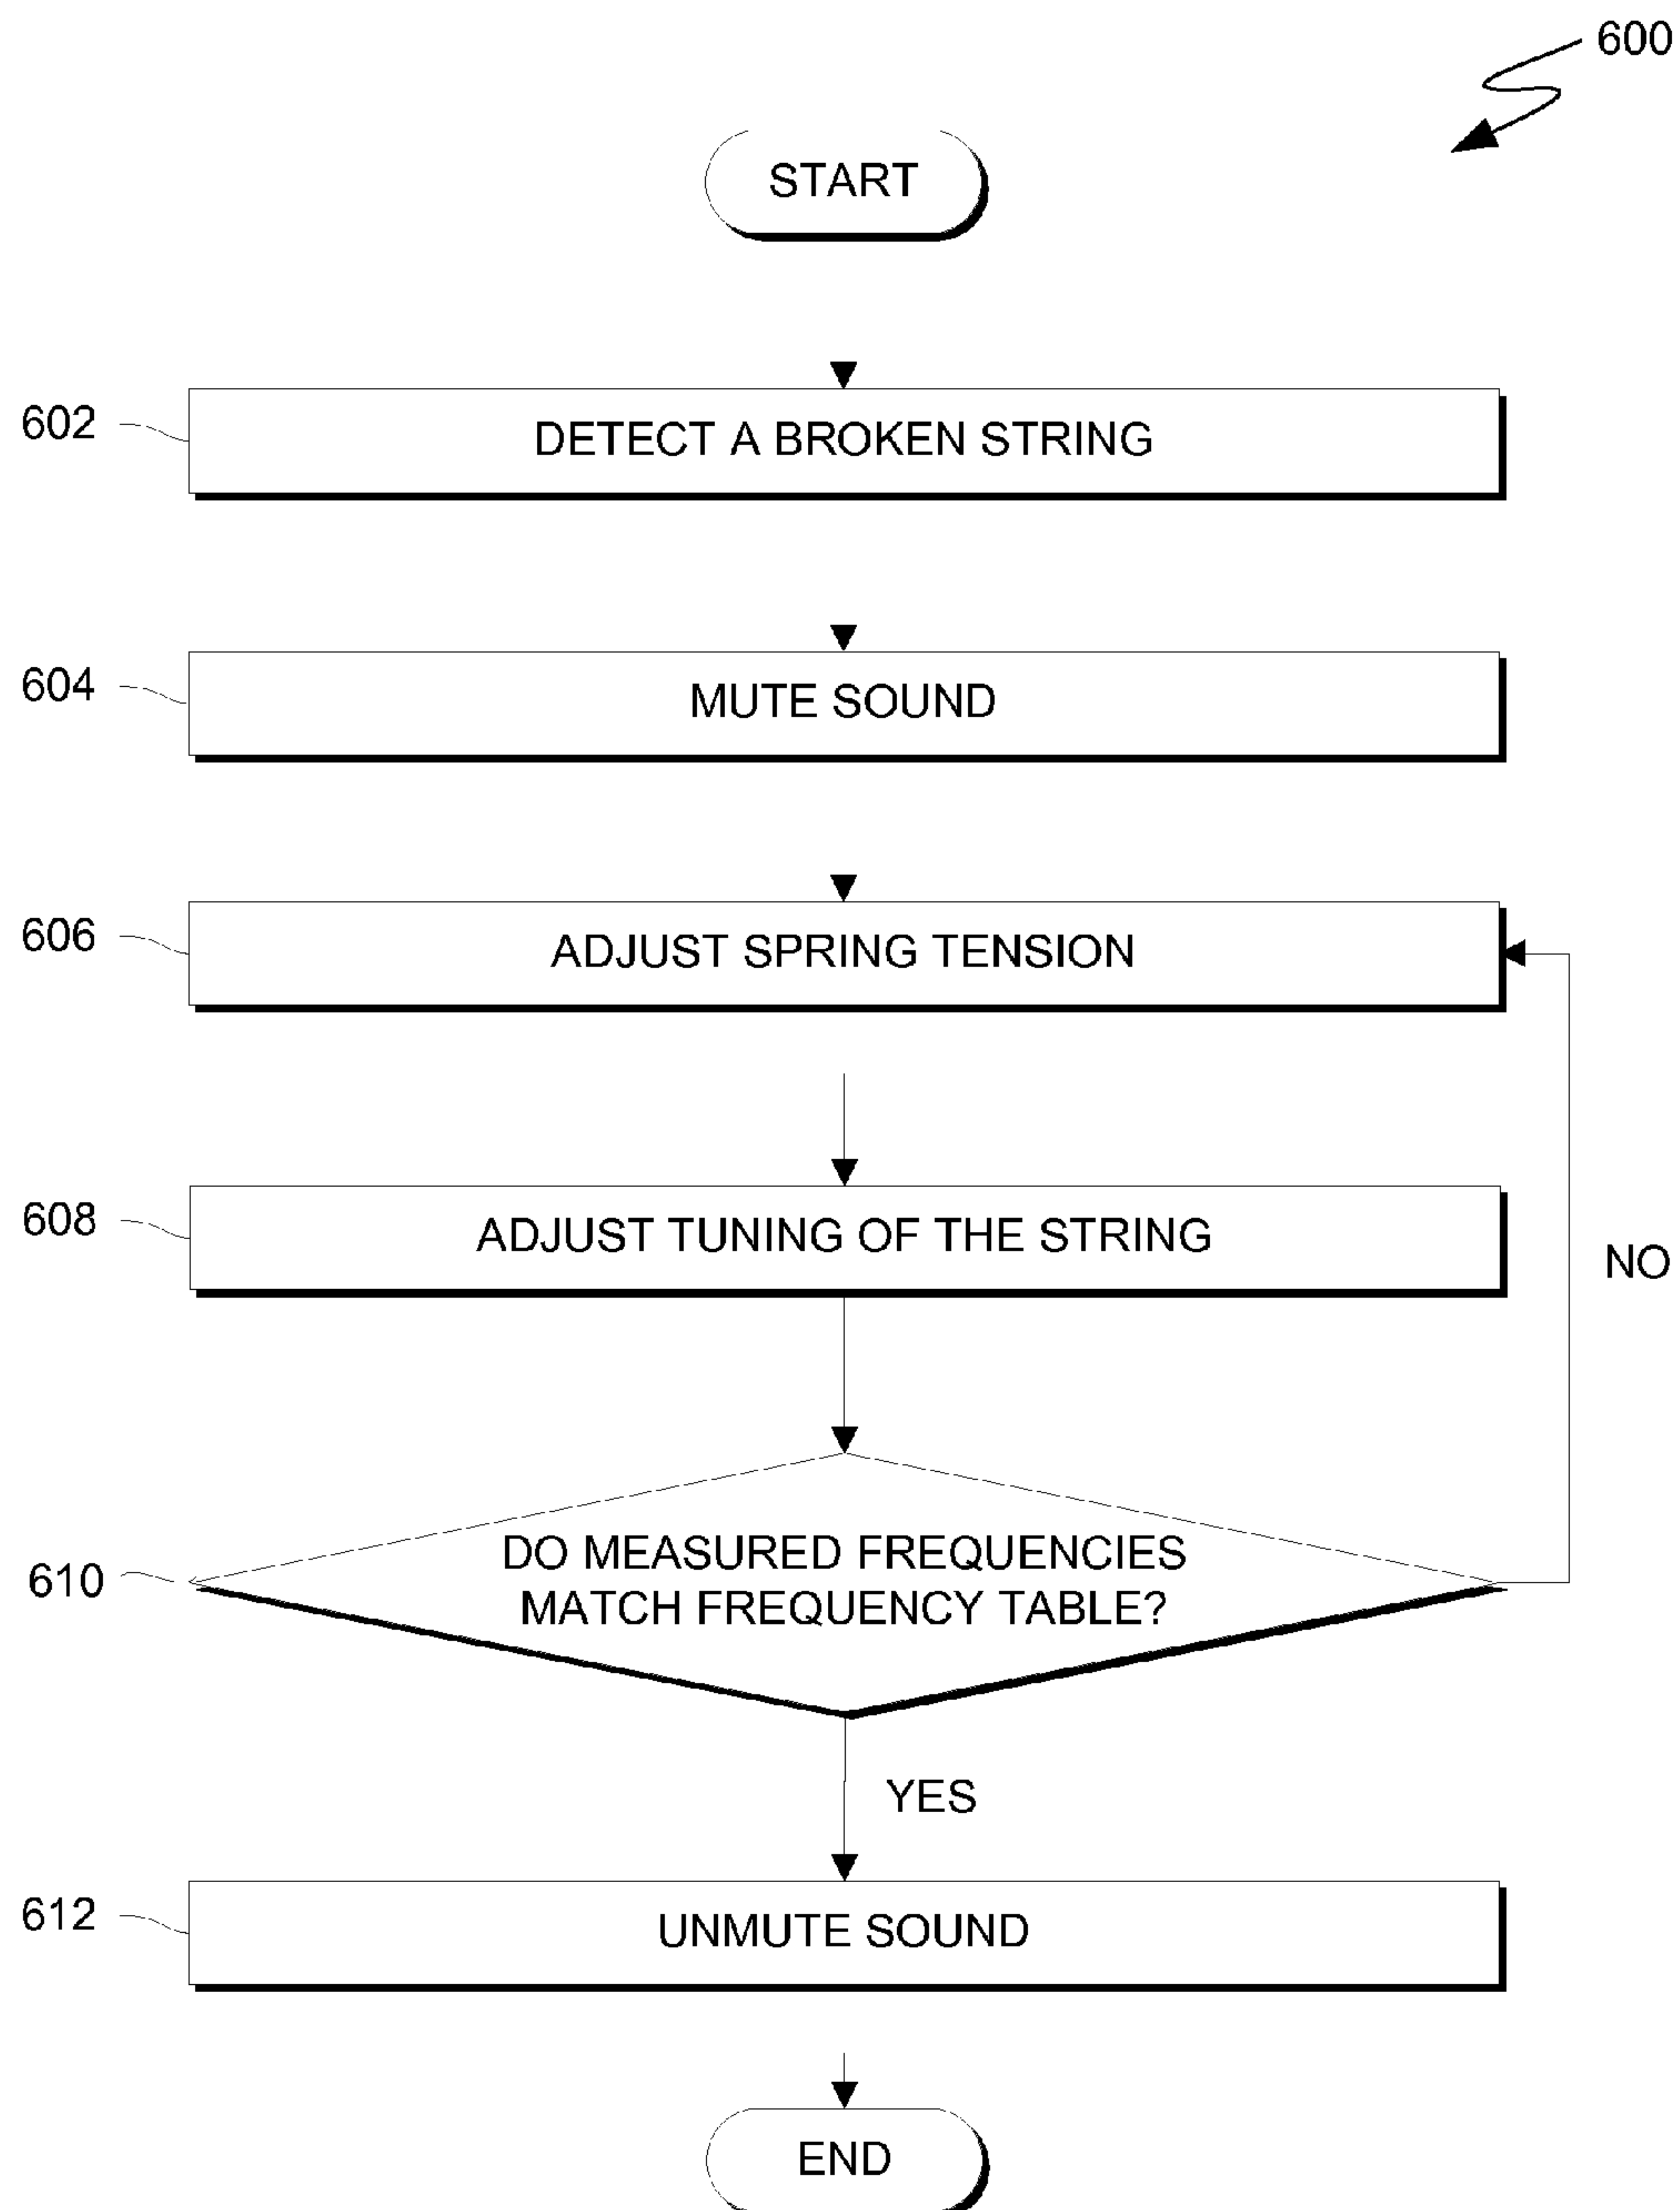 600
START
602
DETECT A BROKEN STRING
604
MUTE SOUND
606
ADJUST SPRING TENSION
608
ADJUST TUNING OF THE STRING
NO
610
DO MEASURED FREQUENCIES
MATCH FREQUENCY TABLE?
YES
612
UNMUTE SOUND
END